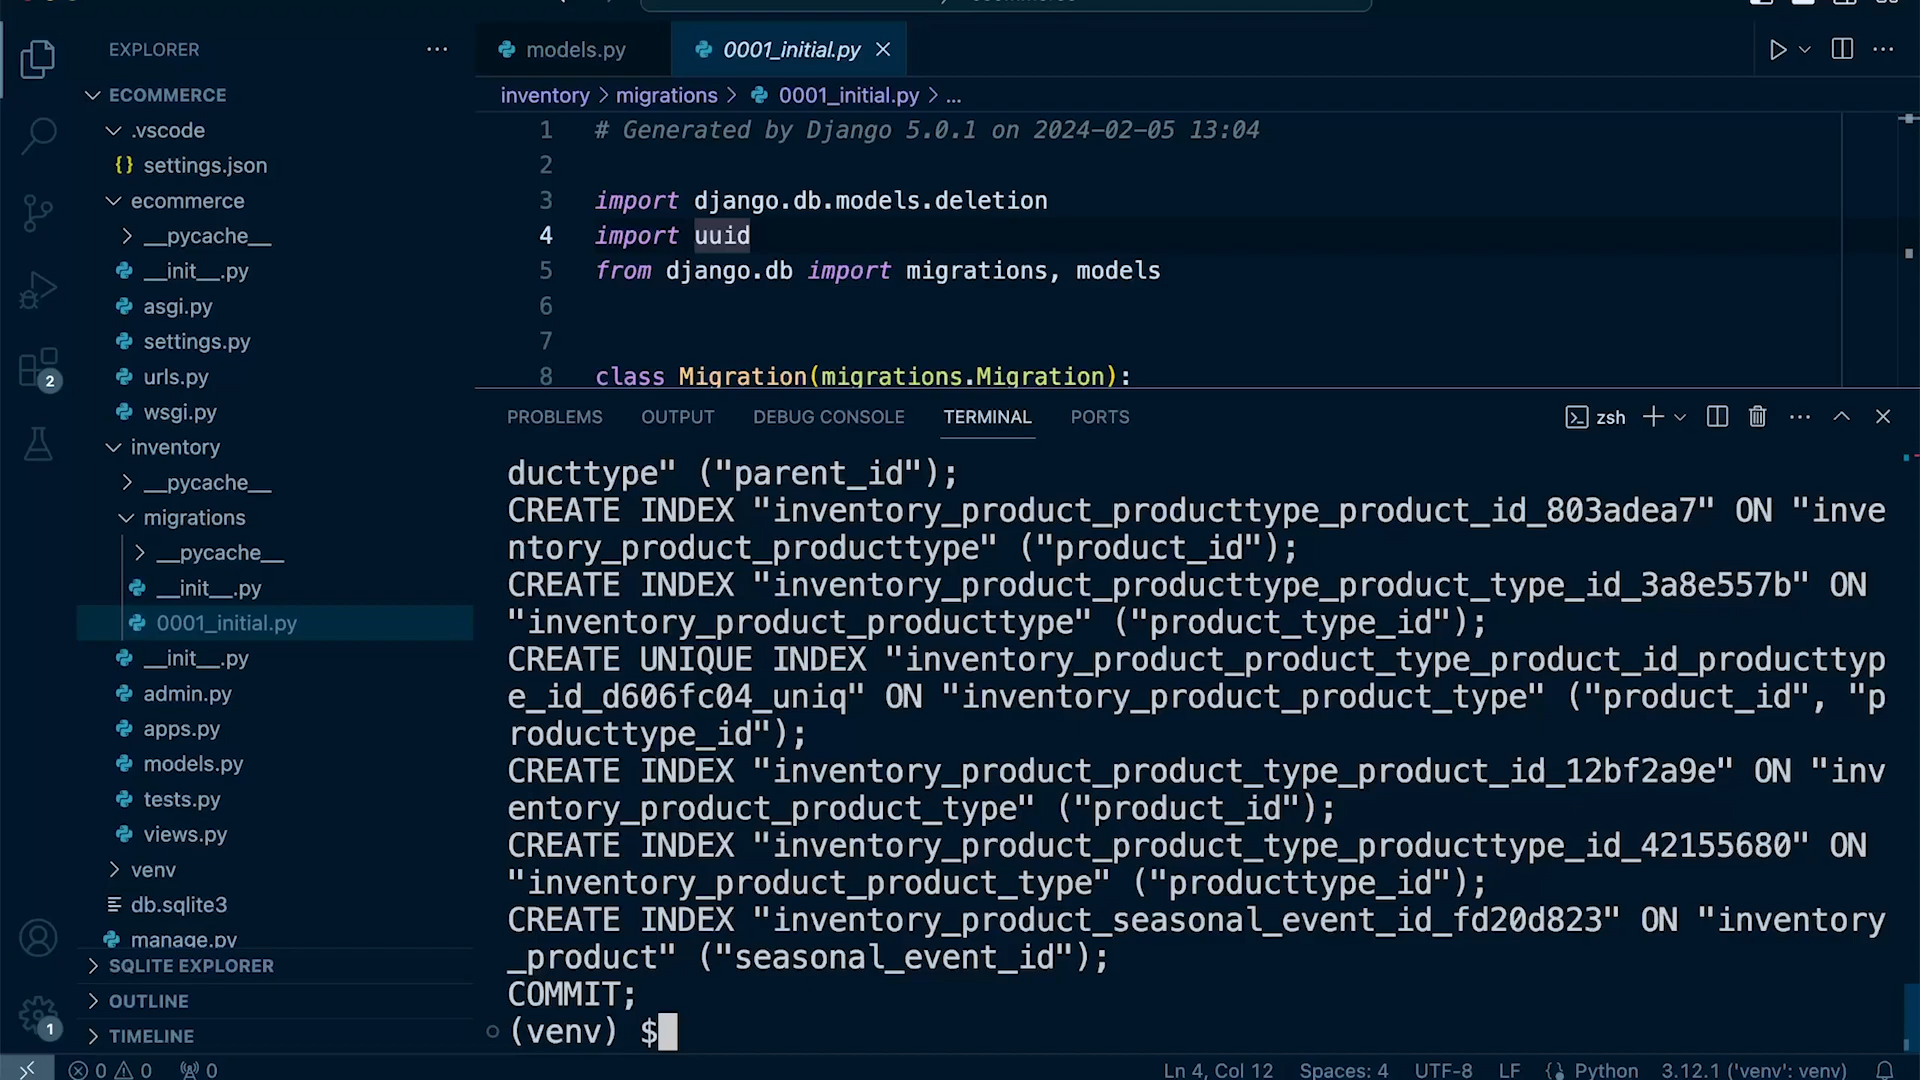 EXPLORER
ECOMMERCE
.vscode
{} settings.json
ecommerce
__pycache__
__init__.py
asgi.py
settings.py
urls.py
wsgi.py
inventory
__pycache__
migrations
__pycache__
__init__.py
0001_initial.py
__init__.py
admin.py
apps.py
models.py
tests.py
views.py
venv
db.sqlite3
manage.py
SQLITE EXPLORER
OUTLINE
TIMELINE
2
1
models.py 0001_initial.py
inventory > migrations > 0001_initial.py > ...
1 # Generated by Django 5.0.1 on 2024-02-05 13:04
2
3 import django.db.models.deletion
4 import uuid
5 from django.db import migrations, models
6
7
8 class Migration(migrations.Migration):
PROBLEMS OUTPUT DEBUG CONSOLE TERMINAL PORTS zsh
ducttype" ("parent_id");
CREATE INDEX "inventory_product_producttype_product_id_803adea7" ON "inve
ntory_product_producttype" ("product_id");
CREATE INDEX "inventory_product_producttype_product_type_id_3a8e557b" ON
"inventory_product_producttype" ("product_type_id");
CREATE UNIQUE INDEX "inventory_product_product_type_product_id_producttyp
e_id_d606fc04_uniq" ON "inventory_product_product_type" ("product_id", "p
roducttype_id");
CREATE INDEX "inventory_product_product_type_product_id_12bf2a9e" ON "inv
entory_product_product_type" ("product_id");
CREATE INDEX "inventory_product_product_type_producttype_id_42155680" ON
"inventory_product_product_type" ("producttype_id");
CREATE INDEX "inventory_product_seasonal_event_id_fd20d823" ON "inventory
_product" ("seasonal_event_id");
COMMIT;
(venv) $
0 0 0 Ln 4, Col 12 Spaces: 4 UTF-8 LF Python 3.12.1 ('venv': venv)